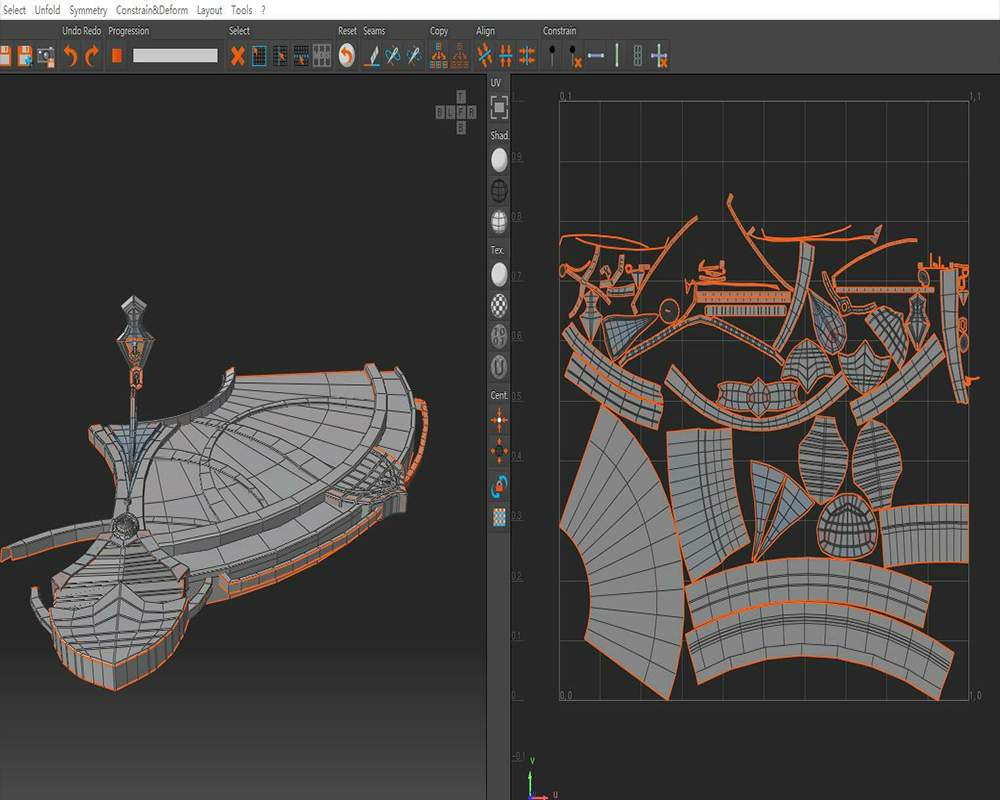 Select Unfold Symmetry Constrain&Deform Layout Tools ?
Undo Redo Progression Select Reset Seams Copy Align Constrain
UV
T
B L F R
B
0,1
1,1
1
Shad.
0.9
0.8
Tex.
0.7
0.6
Cent.
0.5
0.4
0.3
0.2
0.1
0
0,0
1,0
-0.1
v
u